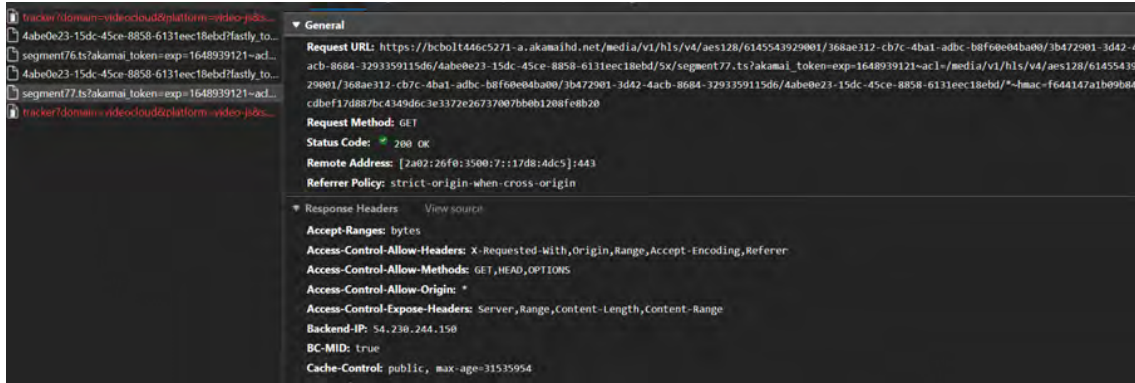 tracker?domain=videocloud&platform=video-js&s...
4abe0e23-15dc-45ce-8858-6131eec18ebd?fastly_to...
segment76.ts?akamai_token=exp=1648939121~acl...
4abe0e23-15dc-45ce-8858-6131eec18ebd?fastly_to...
segment77.ts?akamai_token=exp=1648939121~acl...
tracker?domain=videocloud&platform=video-js&s...
▼ General
Request URL: https://bcbolt446c5271-a.akamaihd.net/media/v1/hls/v4/aes128/6145543929001/368ae312-cb7c-4ba1-adbc-b8f60e04ba00/3b472901-3d42-4
acb-8684-3293359115d6/4abe0e23-15dc-45ce-8858-6131eec18ebd/5x/segment77.ts?akamai_token=exp=1648939121~acl=/media/v1/hls/v4/aes128/61455439
29001/368ae312-cb7c-4ba1-adbc-b8f60e04ba00/3b472901-3d42-4acb-8684-3293359115d6/4abe0e23-15dc-45ce-8858-6131eec18ebd/*~hmac=f644147a1b09b84
cdbef17d887bc4349d6c3e3372e26737007bb0b1208fe8b20
Request Method: GET
Status Code: 200 OK
Remote Address: [2a02:26f0:3500:7::17d8:4dc5]:443
Referrer Policy: strict-origin-when-cross-origin
▼ Response Headers View source
Accept-Ranges: bytes
Access-Control-Allow-Headers: X-Requested-With,Origin,Range,Accept-Encoding,Referer
Access-Control-Allow-Methods: GET,HEAD,OPTIONS
Access-Control-Allow-Origin: *
Access-Control-Expose-Headers: Server,Range,Content-Length,Content-Range
Backend-IP: 54.230.244.150
BC-MID: true
Cache-Control: public, max-age=31535954